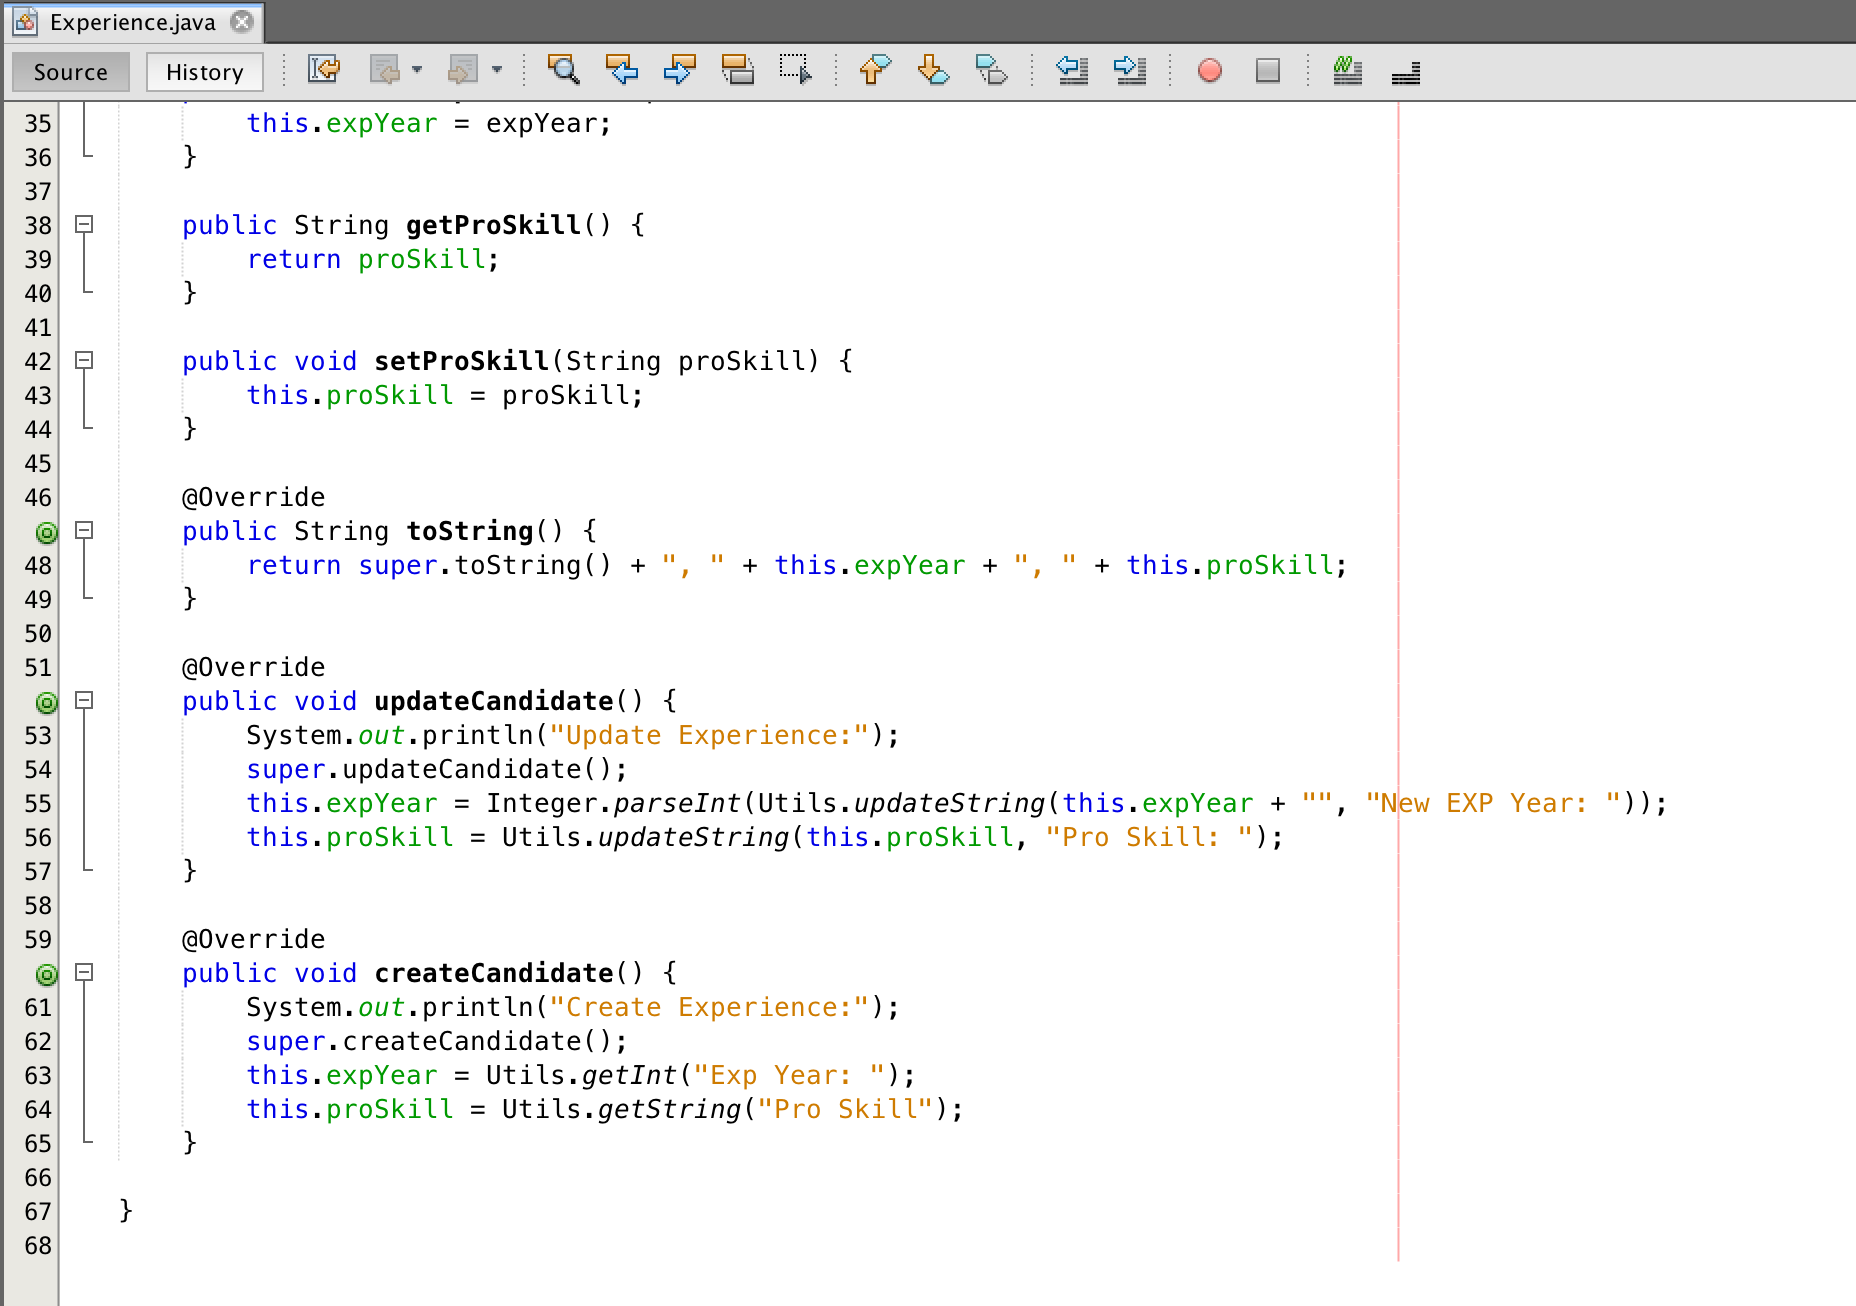 Experience.java
Source History
35 this.expYear = expYear;
36 }
37
38 public String getProSkill() {
39 return proSkill;
40 }
41
42 public void setProSkill(String proSkill) {
43 this.proSkill = proSkill;
44 }
45
46 @Override
public String toString() {
48 return super.toString() + ", " + this.expYear + ", " + this.proSkill;
49 }
50
51 @Override
public void updateCandidate() {
53 System.out.println("Update Experience:");
54 super.updateCandidate();
55 this.expYear = Integer.parseInt(Utils.updateString(this.expYear + "", "New EXP Year: "));
56 this.proSkill = Utils.updateString(this.proSkill, "Pro Skill: ");
57 }
58
59 @Override
public void createCandidate() {
61 System.out.println("Create Experience:");
62 super.createCandidate();
63 this.expYear = Utils.getInt("Exp Year: ");
64 this.proSkill = Utils.getString("Pro Skill");
65 }
66
67 }
68